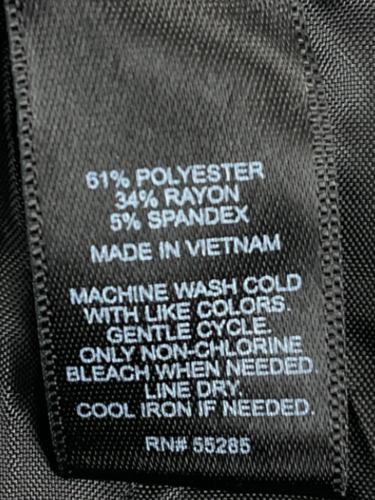 61% POLYESTER
34% RAYON
5% SPANDEX
MADE IN VIETNAM
MACHINE WASH COLD
WITH LIKE COLORS.
GENTLE CYCLE.
ONLY NON-CHLORINE
BLEACH WHEN NEEDED.
LINE DRY.
COOL IRON IF NEEDED.
RN# 55285